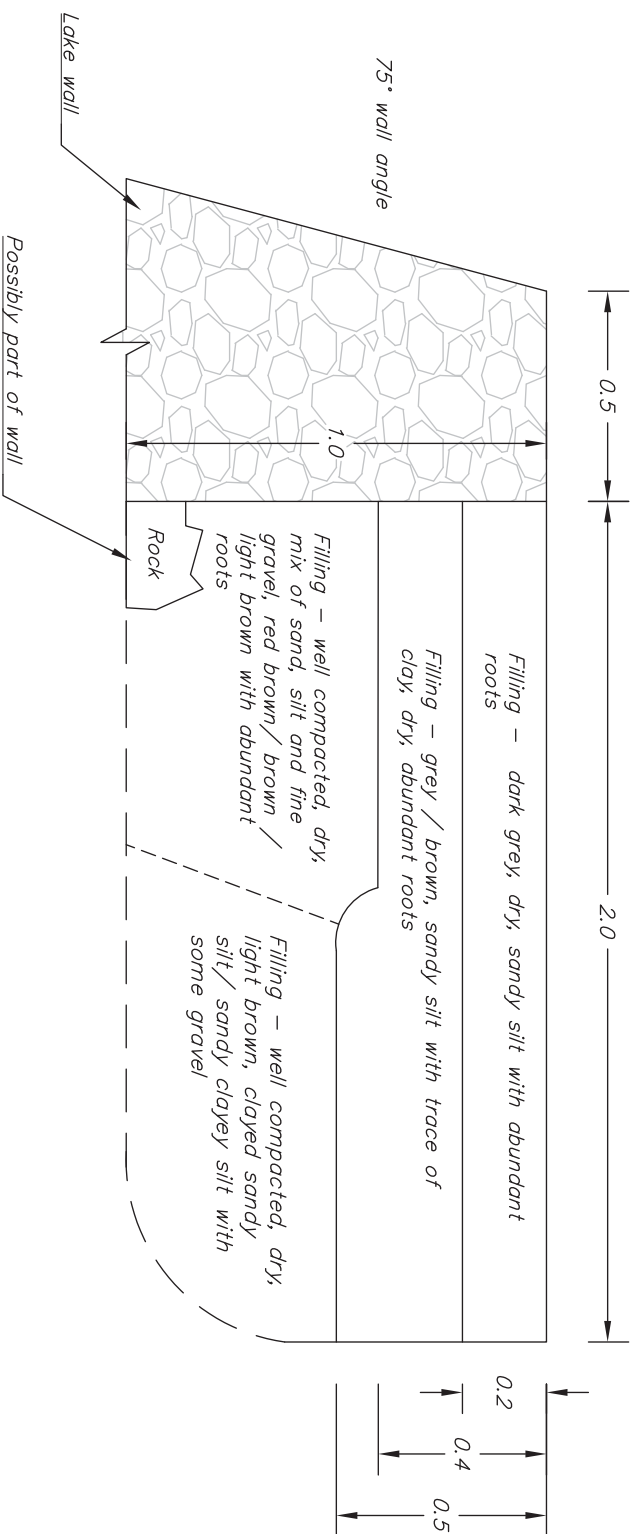 0.5
2.0
75° wall angle
1.0
Filling – dark grey, dry, sandy silt with abundant
roots
0.2
Filling – grey / brown, sandy silt with trace of
clay, dry, abundant roots
0.4
0.5
Filling – well compacted, dry,
mix of sand, silt and fine
gravel, red brown/ brown /
light brown with abundant
roots
Filling – well compacted, dry,
light brown, clayed sandy
silt/ sandy clayey silt with
some gravel
Rock
Lake wall
Possibly part of wall